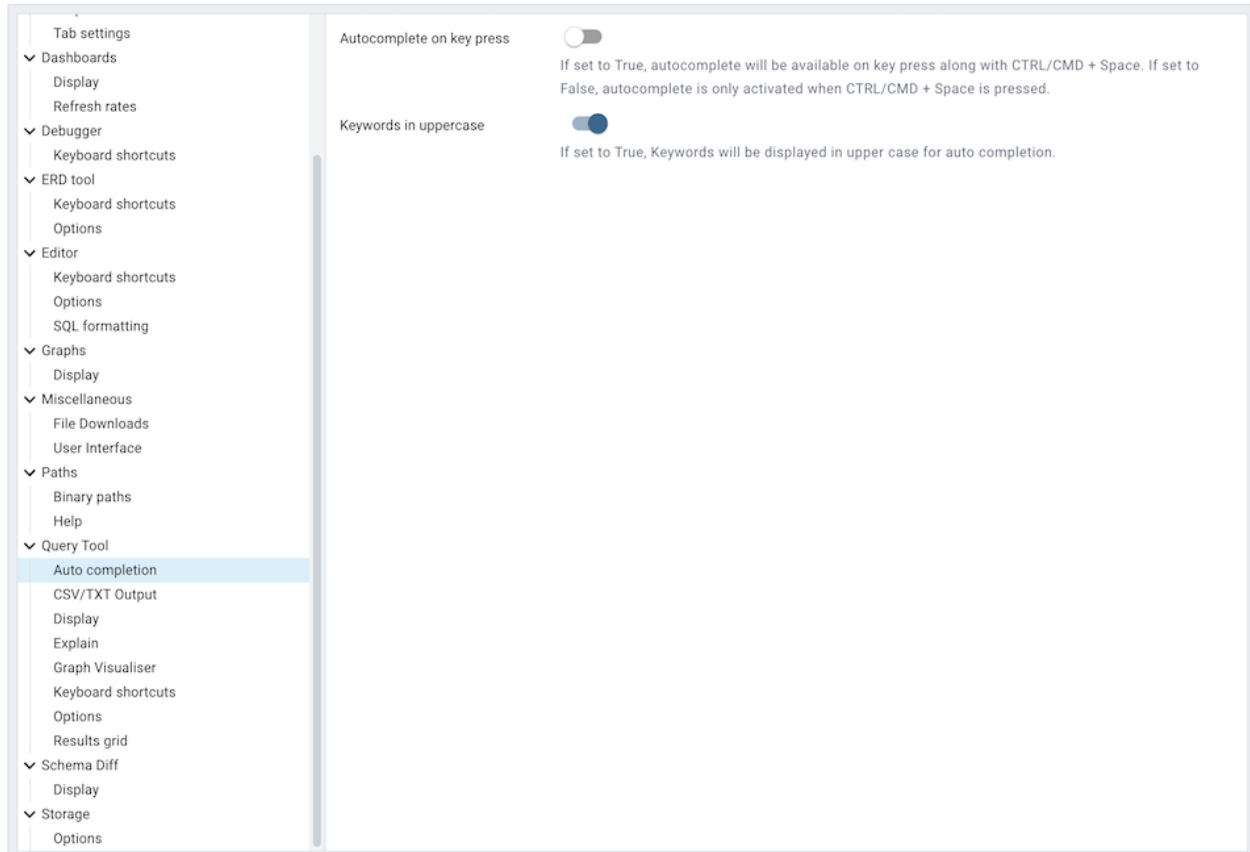 Tab settings
Dashboards
Display
Refresh rates
Debugger
Keyboard shortcuts
ERD tool
Keyboard shortcuts
Options
Editor
Keyboard shortcuts
Options
SQL formatting
Graphs
Display
Miscellaneous
File Downloads
User Interface
Paths
Binary paths
Help
Query Tool
Auto completion
CSV/TXT Output
Display
Explain
Graph Visualiser
Keyboard shortcuts
Options
Results grid
Schema Diff
Display
Storage
Options
Autocomplete on key press
If set to True, autocomplete will be available on key press along with CTRL/CMD + Space. If set to
False, autocomplete is only activated when CTRL/CMD + Space is pressed.
Keywords in uppercase
If set to True, Keywords will be displayed in upper case for auto completion.